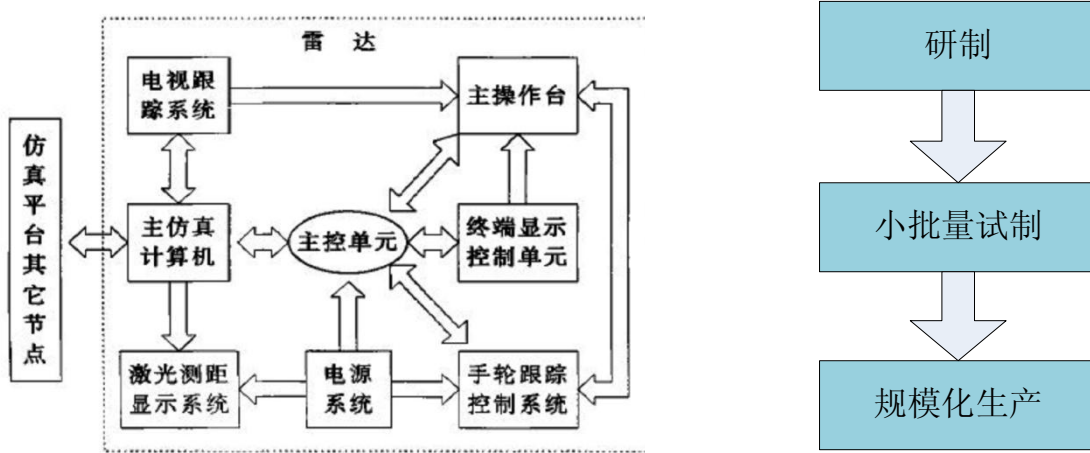 雷 达
电视跟
踪系统
主操作台
仿真平台其它节点
主仿真
计算机
主控单元
终端显示
控制单元
激光测距
显示系统
电源
系统
手轮跟踪
控制系统
研制
小批量试制
规模化生产